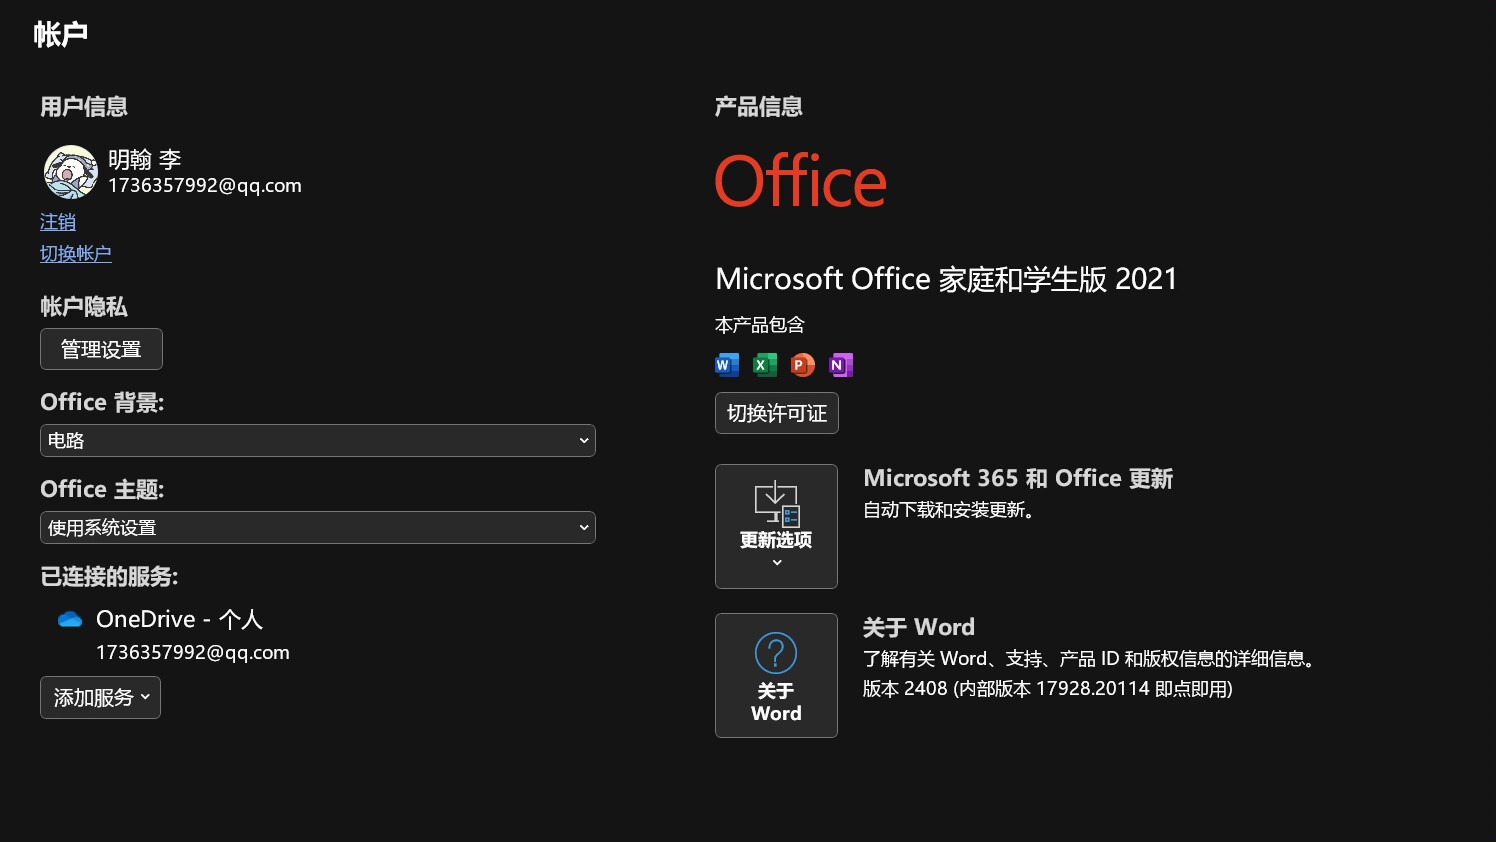 帐户
用户信息
明翰 李
1736357992@qq.com
注销
切换帐户
帐户隐私
管理设置
Office 背景:
电路
Office 主题:
使用系统设置
已连接的服务:
OneDrive - 个人
1736357992@qq.com
添加服务
产品信息
Office
Microsoft Office 家庭和学生版 2021
本产品包含
W X P N
切换许可证
更新选项
Microsoft 365 和 Office 更新
自动下载和安装更新。
关于
Word
关于 Word
了解有关 Word、支持、产品 ID 和版权信息的详细信息。
版本 2408 (内部版本 17928.20114 即点即用)